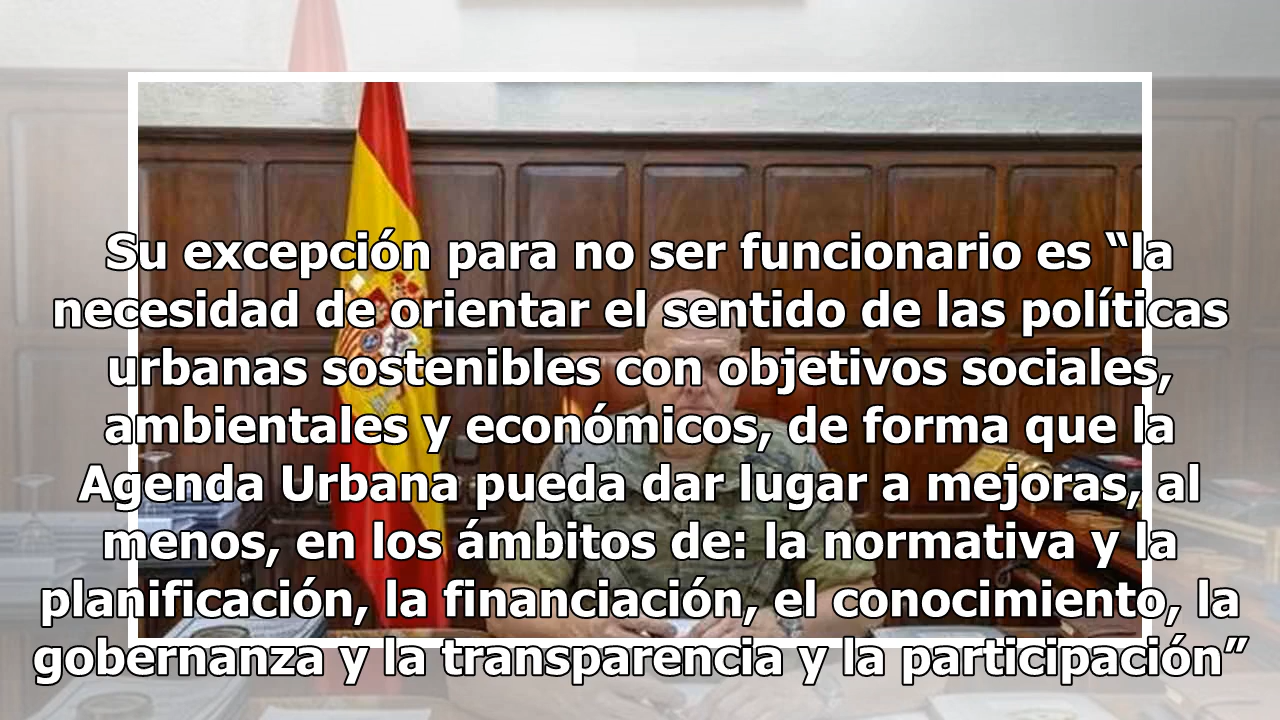 Su excepción para no ser funcionario es “la
necesidad de orientar el sentido de las políticas
urbanas sostenibles con objetivos sociales,
ambientales y económicos, de forma que la
Agenda Urbana pueda dar lugar a mejoras, al
menos, en los ámbitos de: la normativa y la
planificación, la financiación, el conocimiento, la
gobernanza y la transparencia y la participación”